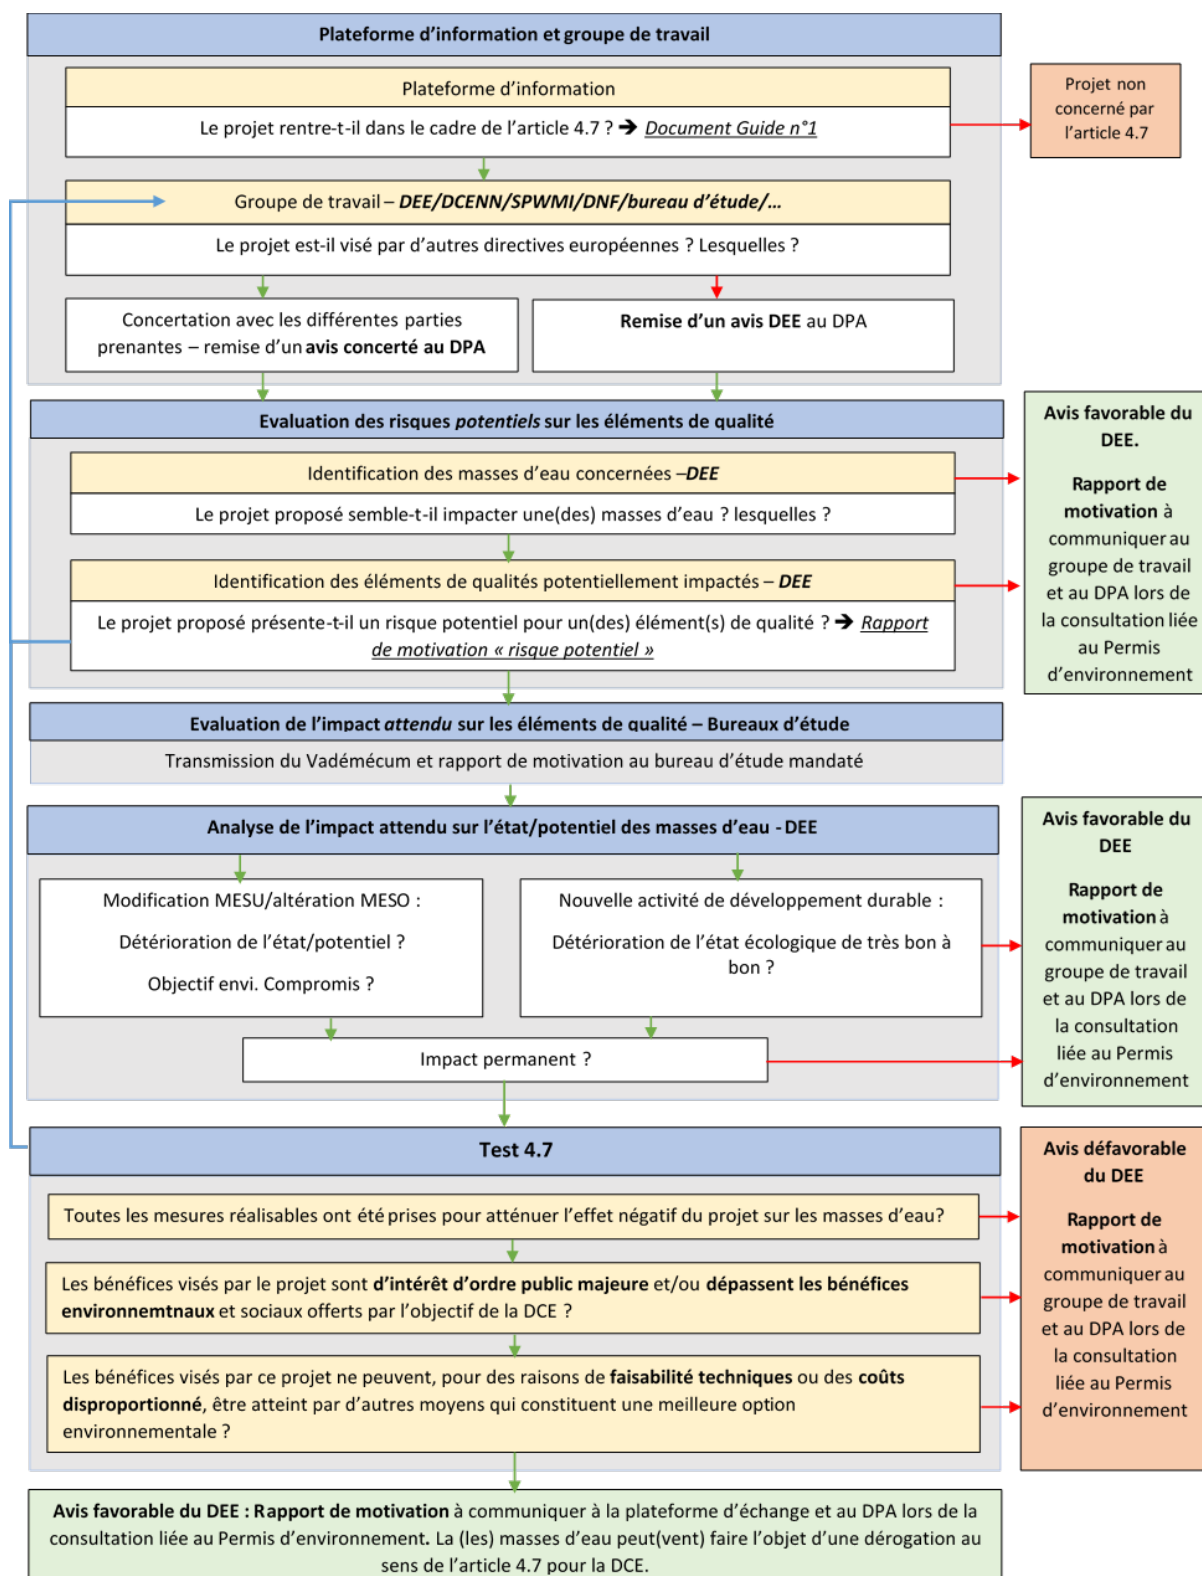 Plateforme d'information et groupe de travail
Plateforme d'information
Le projet rentre-t-il dans le cadre de l'article 4.7 ? ➔ Document Guide n°1
Projet non
concerné par
l'article 4.7
Groupe de travail – DEE/DCENN/SPWMI/DNF/bureau d'étude/…
Le projet est-il visé par d'autres directives européennes ? Lesquelles ?
Concertation avec les différentes parties
prenantes – remise d'un avis concerté au DPA
Remise d'un avis DEE au DPA
Evaluation des risques potentiels sur les éléments de qualité
Identification des masses d'eau concernées –DEE
Le projet proposé semble-t-il impacter une(des) masses d'eau ? lesquelles ?
Identification des éléments de qualités potentiellement impactés – DEE
Le projet proposé présente-t-il un risque potentiel pour un(des) élément(s) de qualité ? ➔ Rapport
de motivation « risque potentiel »
Avis favorable du
DEE.
Rapport de
motivation à
communiquer au
groupe de travail
et au DPA lors de
la consultation liée
au Permis
d'environnement
Evaluation de l'impact attendu sur les éléments de qualité – Bureaux d'étude
Transmission du Vadémécum et rapport de motivation au bureau d'étude mandaté
Analyse de l'impact attendu sur l'état/potentiel des masses d'eau - DEE
Modification MESU/altération MESO :
Détérioration de l'état/potentiel ?
Objectif envi. Compromis ?
Nouvelle activité de développement durable :
Détérioration de l'état écologique de très bon à
bon ?
Impact permanent ?
Avis favorable du
DEE
Rapport de
motivation à
communiquer au
groupe de travail
et au DPA lors de
la consultation
liée au Permis
d'environnement
Test 4.7
Toutes les mesures réalisables ont été prises pour atténuer l'effet négatif du projet sur les masses d'eau?
Les bénéfices visés par le projet sont d'intérêt d'ordre public majeure et/ou dépassent les bénéfices
environnemtnaux et sociaux offerts par l'objectif de la DCE ?
Les bénéfices visés par ce projet ne peuvent, pour des raisons de faisabilité techniques ou des coûts
disproportionné, être atteint par d'autres moyens qui constituent une meilleure option
environnementale ?
Avis défavorable
du DEE
Rapport de
motivation à
communiquer au
groupe de travail
et au DPA lors de
la consultation
liée au Permis
d'environnement
Avis favorable du DEE : Rapport de motivation à communiquer à la plateforme d'échange et au DPA lors de la
consultation liée au Permis d'environnement. La (les) masses d'eau peut(vent) faire l'objet d'une dérogation au
sens de l'article 4.7 pour la DCE.